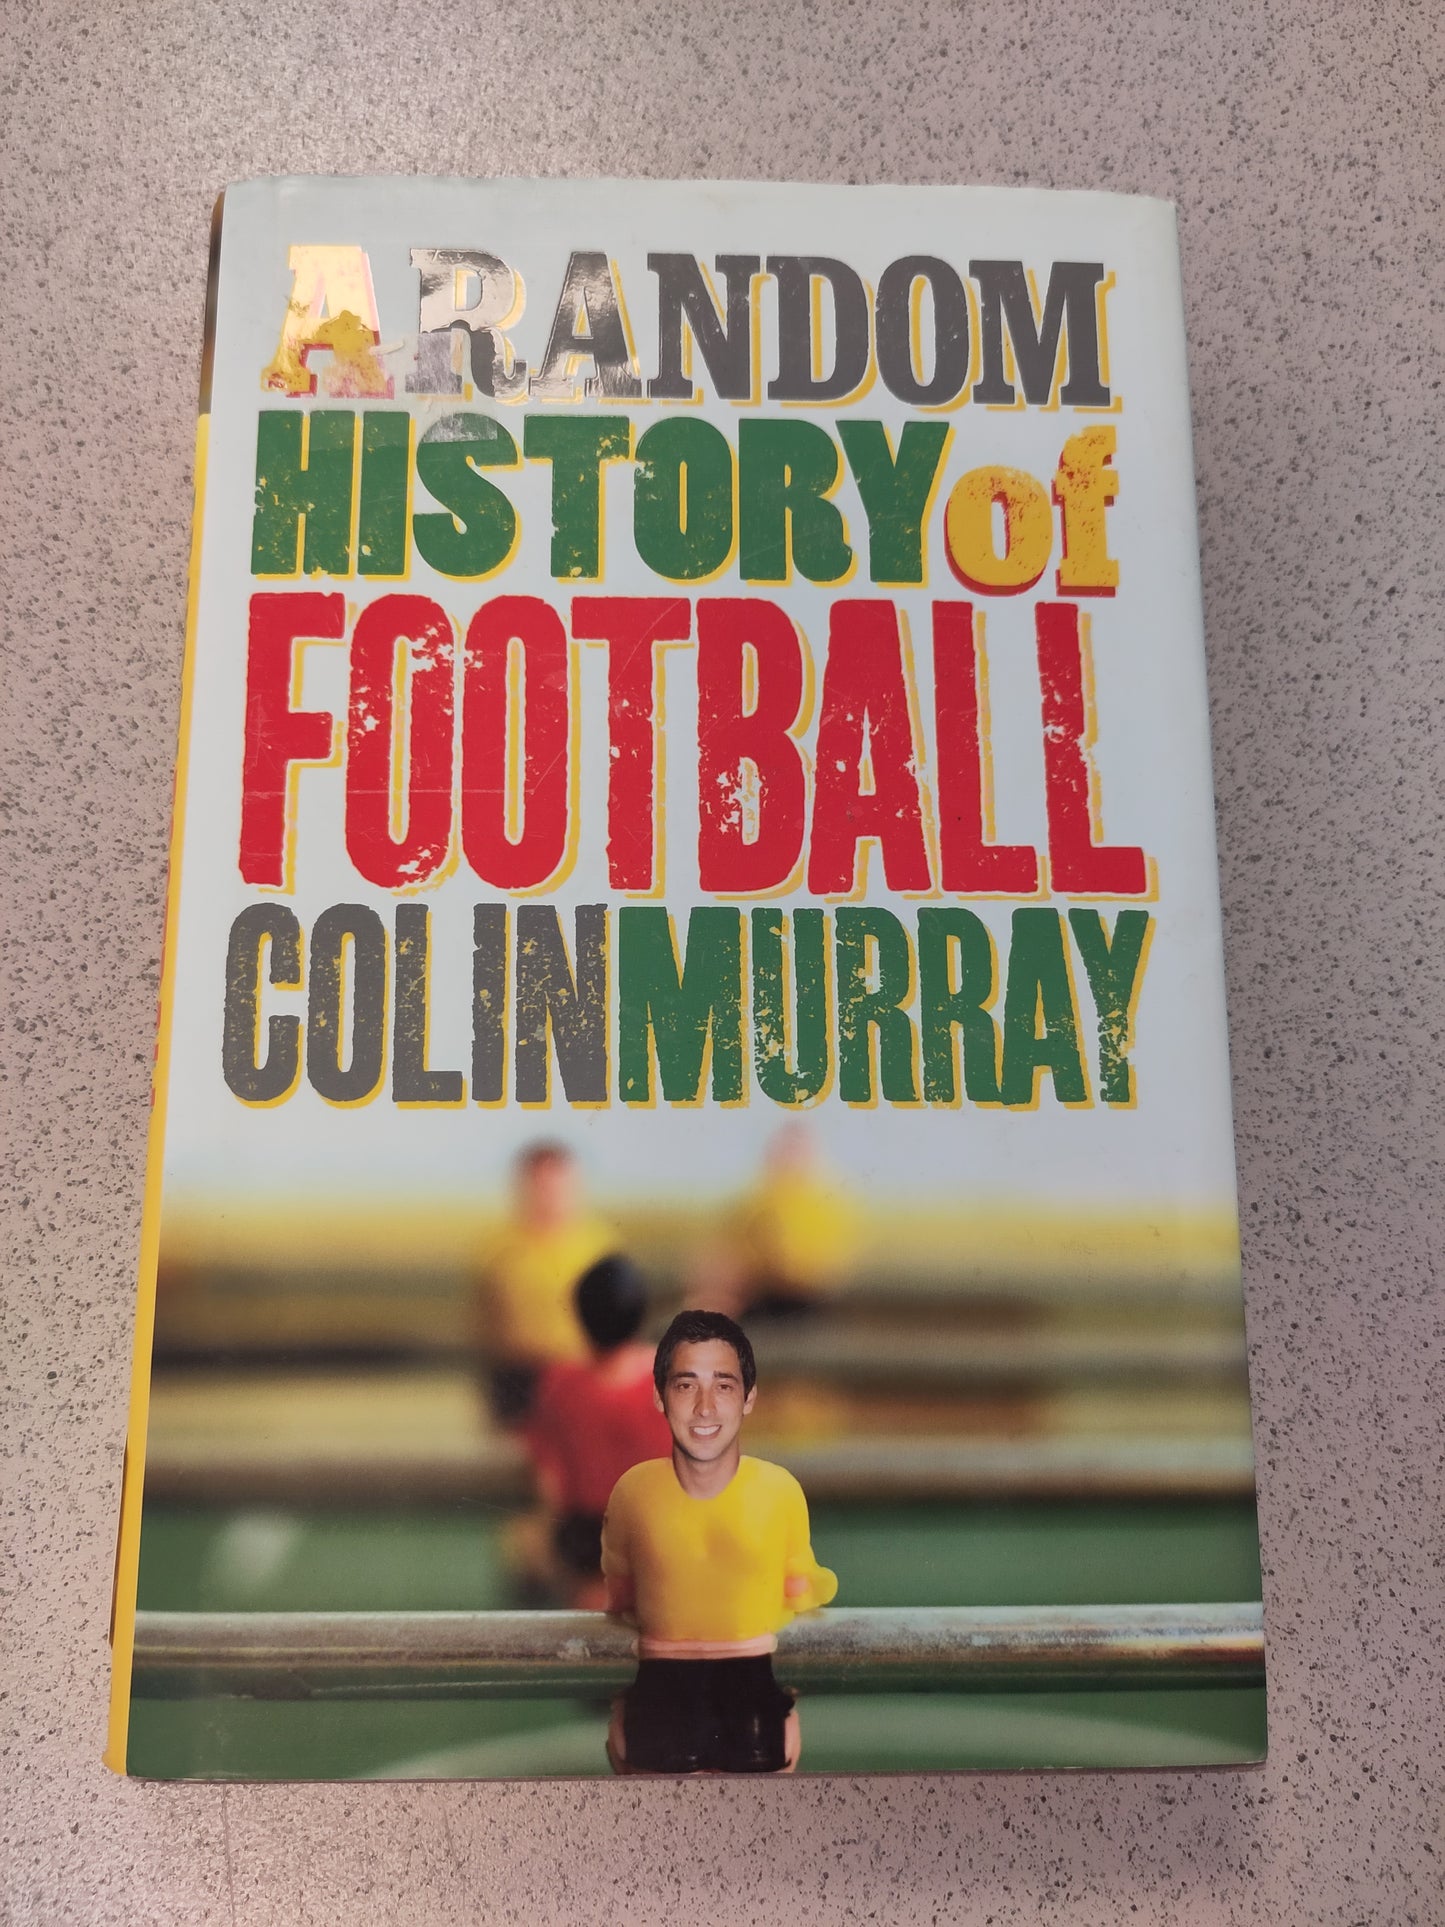 A RANDOM
HISTORY of
FOOTBALL
COLIN MURRAY